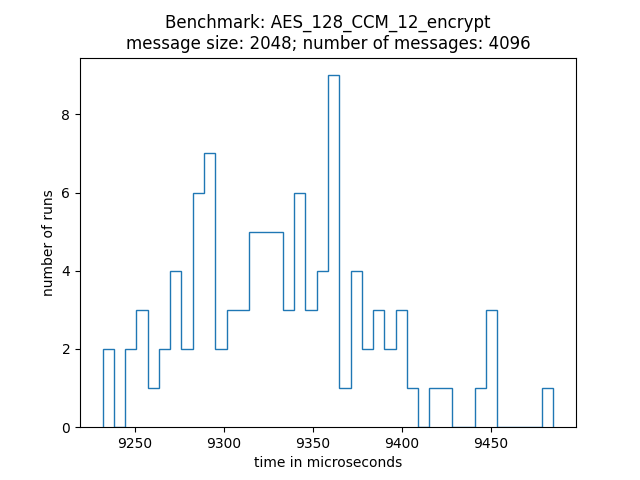 Benchmark: AES_128_CCM_12_encrypt
message size: 2048; number of messages: 4096
number of runs
8
6
4
2
0
9250 9300 9350 9400 9450
time in microseconds